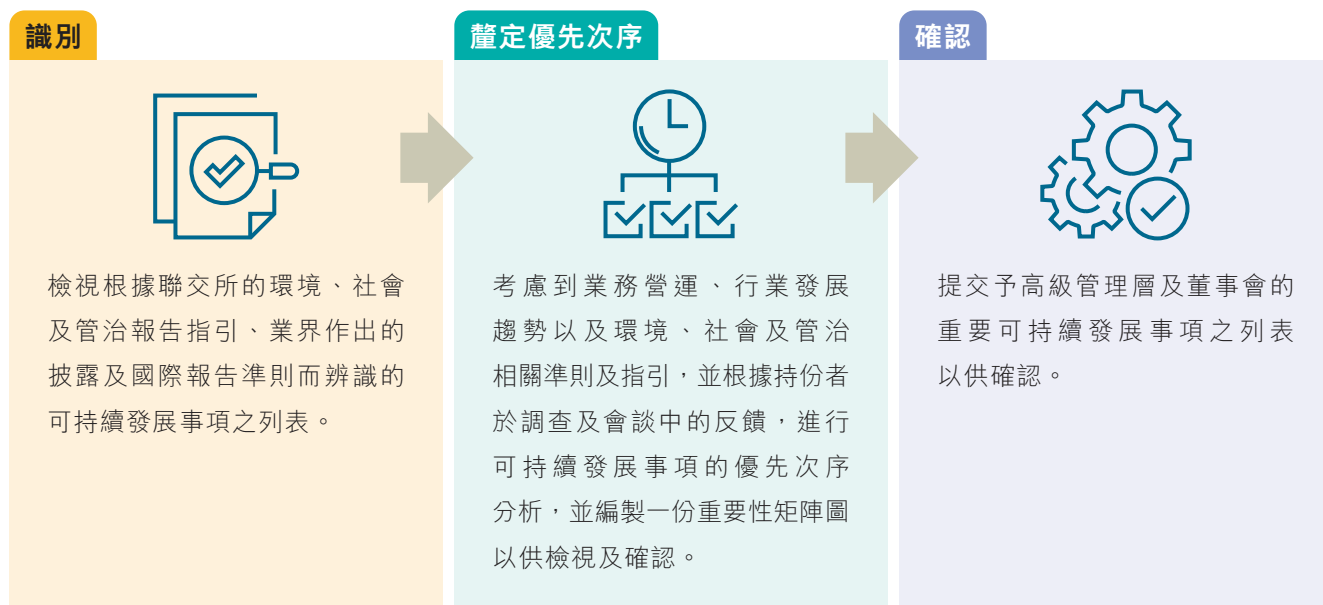 識別
檢視根據聯交所的環境、社會
及管治報告指引、業界作出的
披露及國際報告準則而辨識的
可持續發展事項之列表。
釐定優先次序
考慮到業務營運、行業發展
趨勢以及環境、社會及管治
相關準則及指引，並根據持份者
於調查及會談中的反饋，進行
可持續發展事項的優先次序
分析，並編製一份重要性矩陣圖
以供檢視及確認。
確認
提交予高級管理層及董事會的
重要可持續發展事項之列表
以供確認。